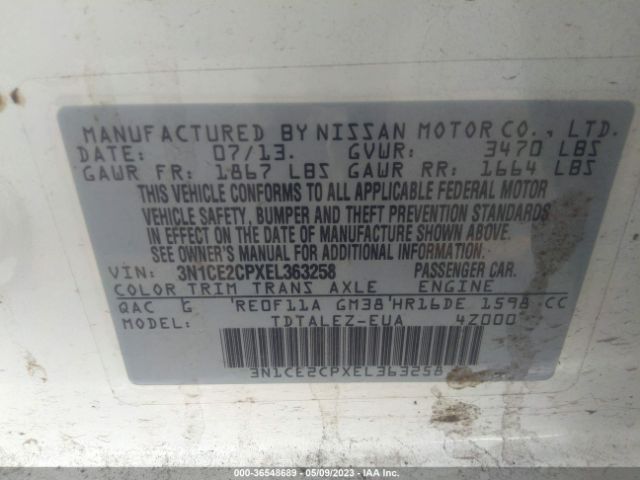 MANUFACTURED BY NISSAN MOTOR CO., LTD.
DATE: 07/13. GVWR: 3470 LBS
GAWR FR: 1867 LBS GAWR RR: 1664 LBS
THIS VEHICLE CONFORMS TO ALL APPLICABLE FEDERAL MOTOR
VEHICLE SAFETY, BUMPER AND THEFT PREVENTION STANDARDS
IN EFFECT ON THE DATE OF MANUFACTURE SHOWN ABOVE.
SEE OWNER'S MANUAL FOR ADDITIONAL INFORMATION.
VIN: 3N1CE2CPXEL363258 PASSENGER CAR.
COLOR TRIM TRANS AXLE ENGINE
QAC G RE0F11A GM38 HR16DE 1598 CC
MODEL: TDTALEZ-EUA 4Z000
3N1CE2CPXEL363258
000-36548689 - 05/09/2023 - IAA Inc.